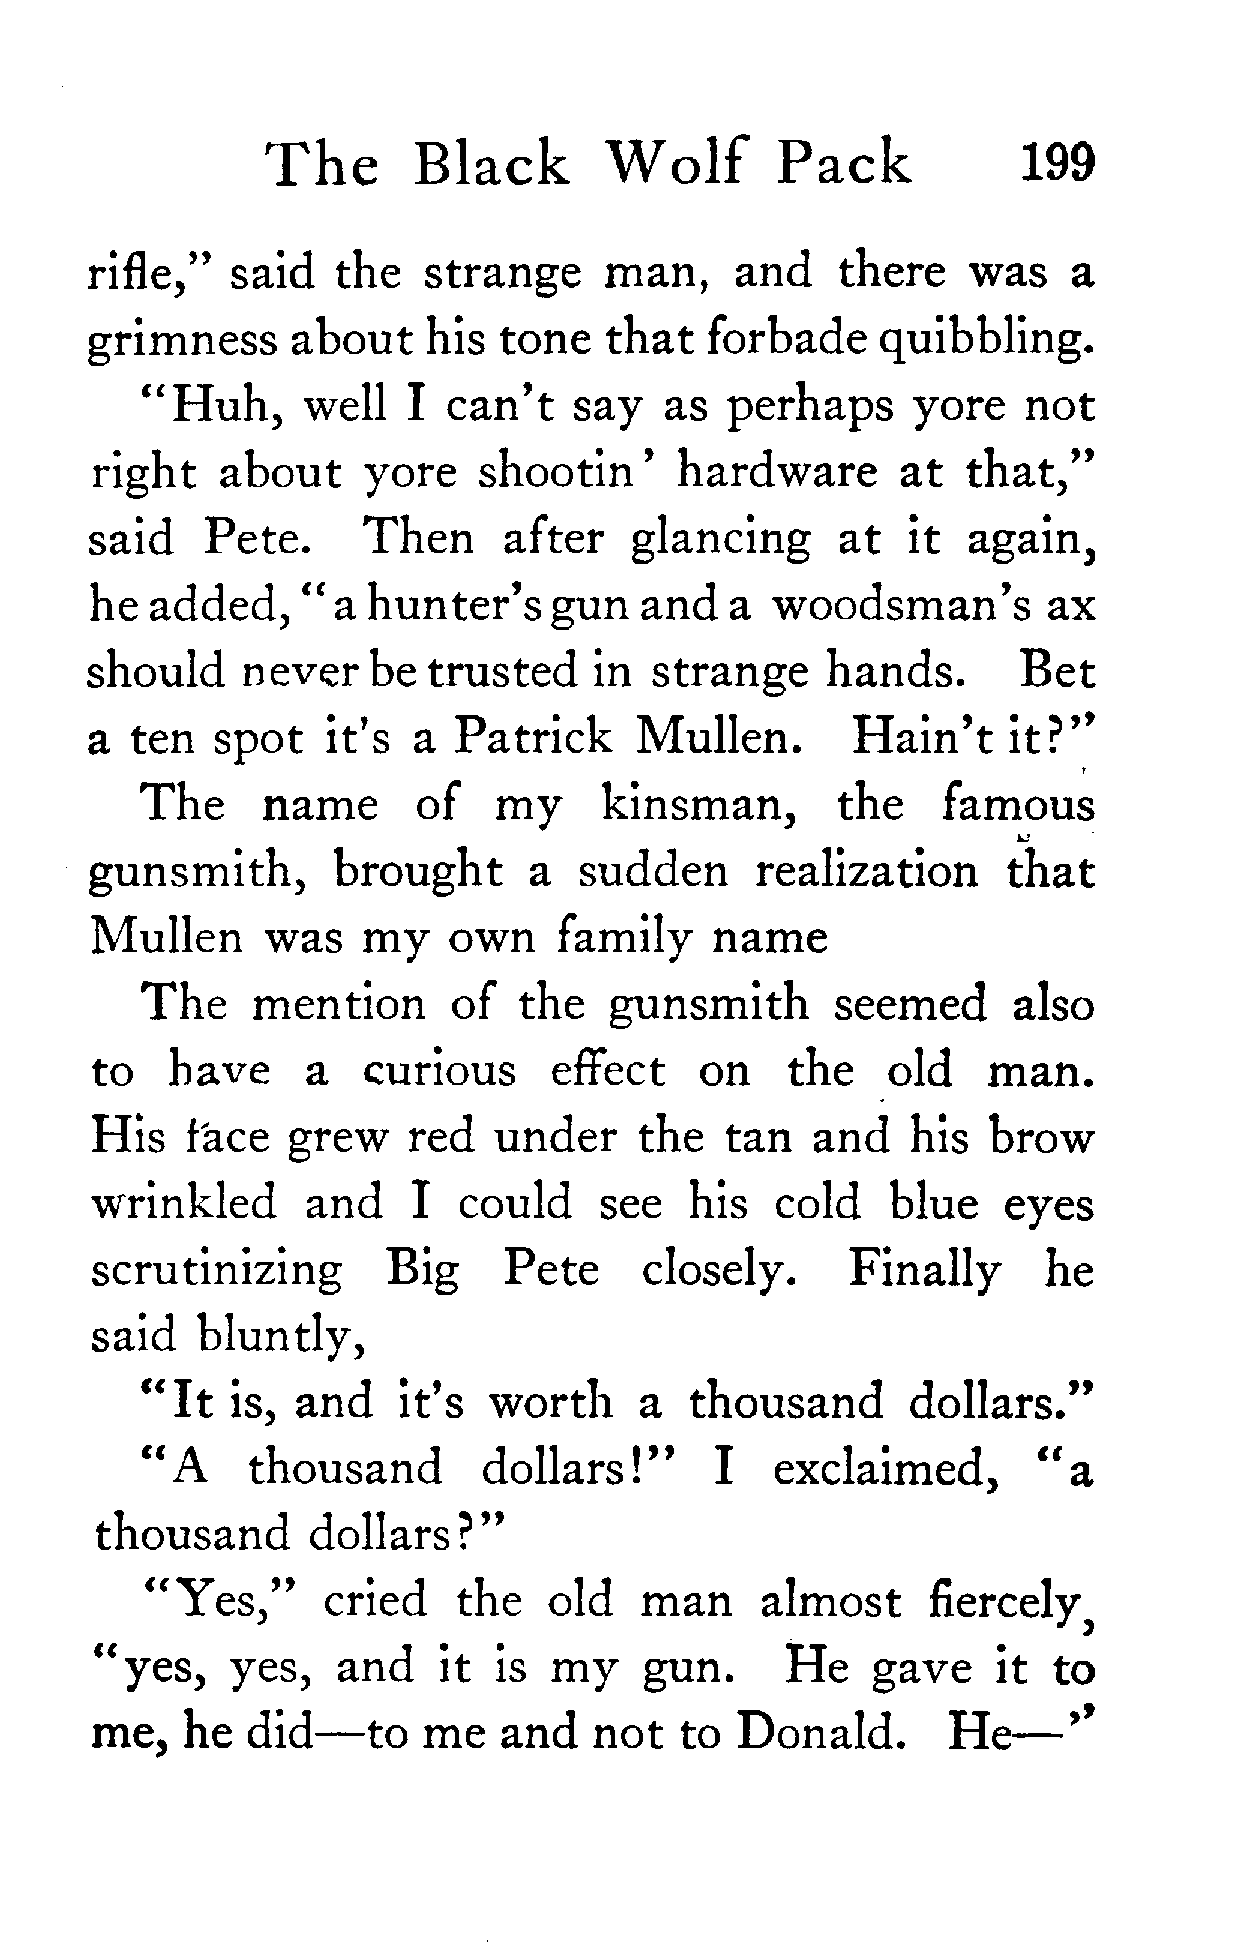 The Black Wolf Pack 199
rifle," said the strange man, and there was a
grimness about his tone that forbade quibbling.
"Huh, well I can't say as perhaps yore not
right about yore shootin' hardware at that,"
said Pete. Then after glancing at it again,
he added, "a hunter's gun and a woodsman's ax
should never be trusted in strange hands. Bet
a ten spot it's a Patrick Mullen. Hain't it?"
The name of my kinsman, the famous
gunsmith, brought a sudden realization that
Mullen was my own family name
The mention of the gunsmith seemed also
to have a curious effect on the old man.
His face grew red under the tan and his brow
wrinkled and I could see his cold blue eyes
scrutinizing Big Pete closely. Finally he
said bluntly,
"It is, and it's worth a thousand dollars."
"A thousand dollars!" I exclaimed, "a
thousand dollars?"
"Yes," cried the old man almost fiercely,
"yes, yes, and it is my gun. He gave it to
me, he did—to me and not to Donald. He—"